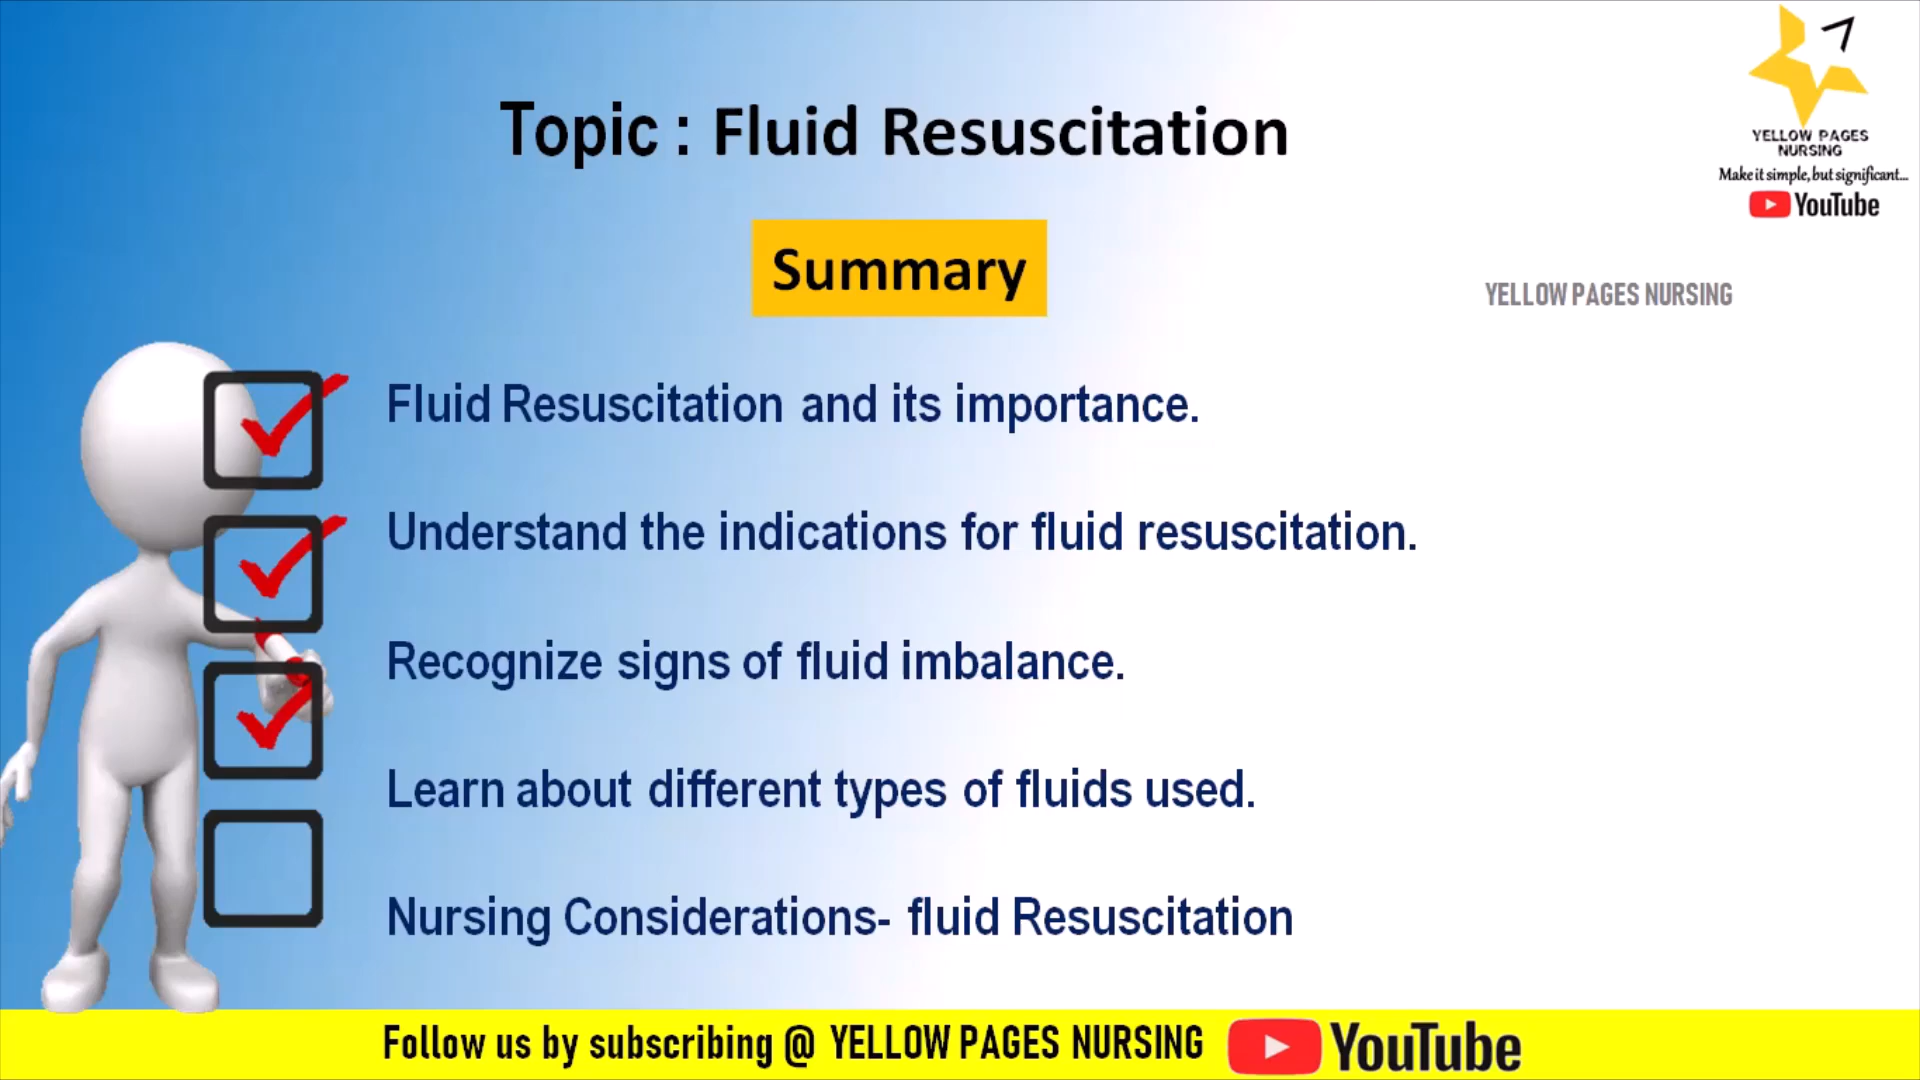 Topic : Fluid Resuscitation
YELLOW PAGES
NURSING
Make it simple, but significant...
YouTube
Summary
YELLOW PAGES NURSING
Fluid Resuscitation and its importance.
Understand the indications for fluid resuscitation.
Recognize signs of fluid imbalance.
Learn about different types of fluids used.
Nursing Considerations- fluid Resuscitation
Follow us by subscribing @ YELLOW PAGES NURSING YouTube